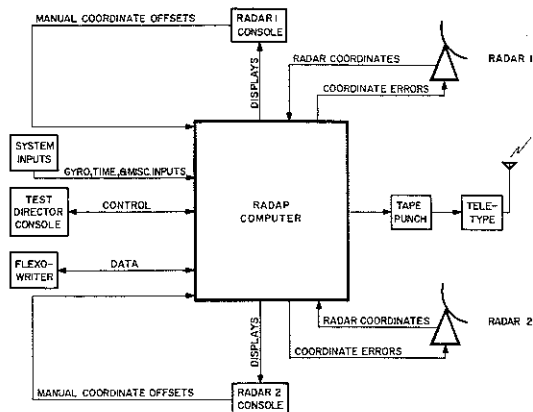 MANUAL COORDINATE OFFSETS
RADAR 1
CONSOLE
DISPLAYS
RADAR COORDINATES
COORDINATE ERRORS
RADAR 1
SYSTEM
INPUTS
GYRO, TIME, & MISC. INPUTS
TEST
DIRECTOR
CONSOLE
CONTROL
RADAP
COMPUTER
TAPE
PUNCH
TELE-
TYPE
FLEXO-
WRITER
DATA
RADAR COORDINATES
COORDINATE ERRORS
RADAR 2
DISPLAYS
MANUAL COORDINATE OFFSETS
RADAR 2
CONSOLE